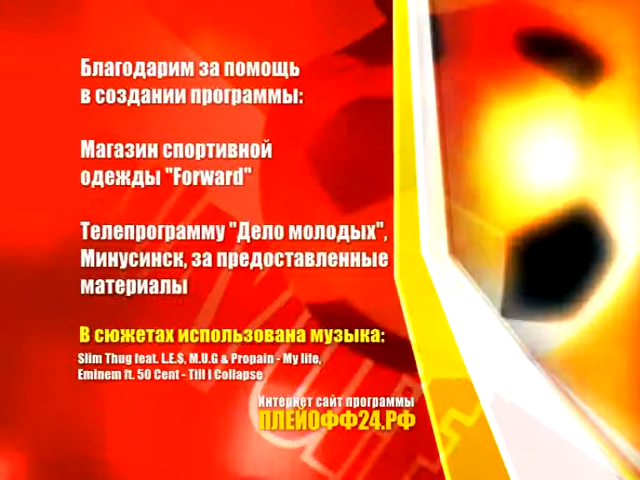 Благодарим за помощь
в создании программы:
Магазин спортивной
одежды "Forward"
Телепрограмму "Дело молодых",
Минусинск, за предоставленные
материалы
В сюжетах использована музыка:
Slim Thug feat. L.E.$, M.U.G & Propain - My life,
Eminem ft. 50 Cent - Till I Collapse
Интернет сайт программы
ПЛЕЙОФФ24.РФ